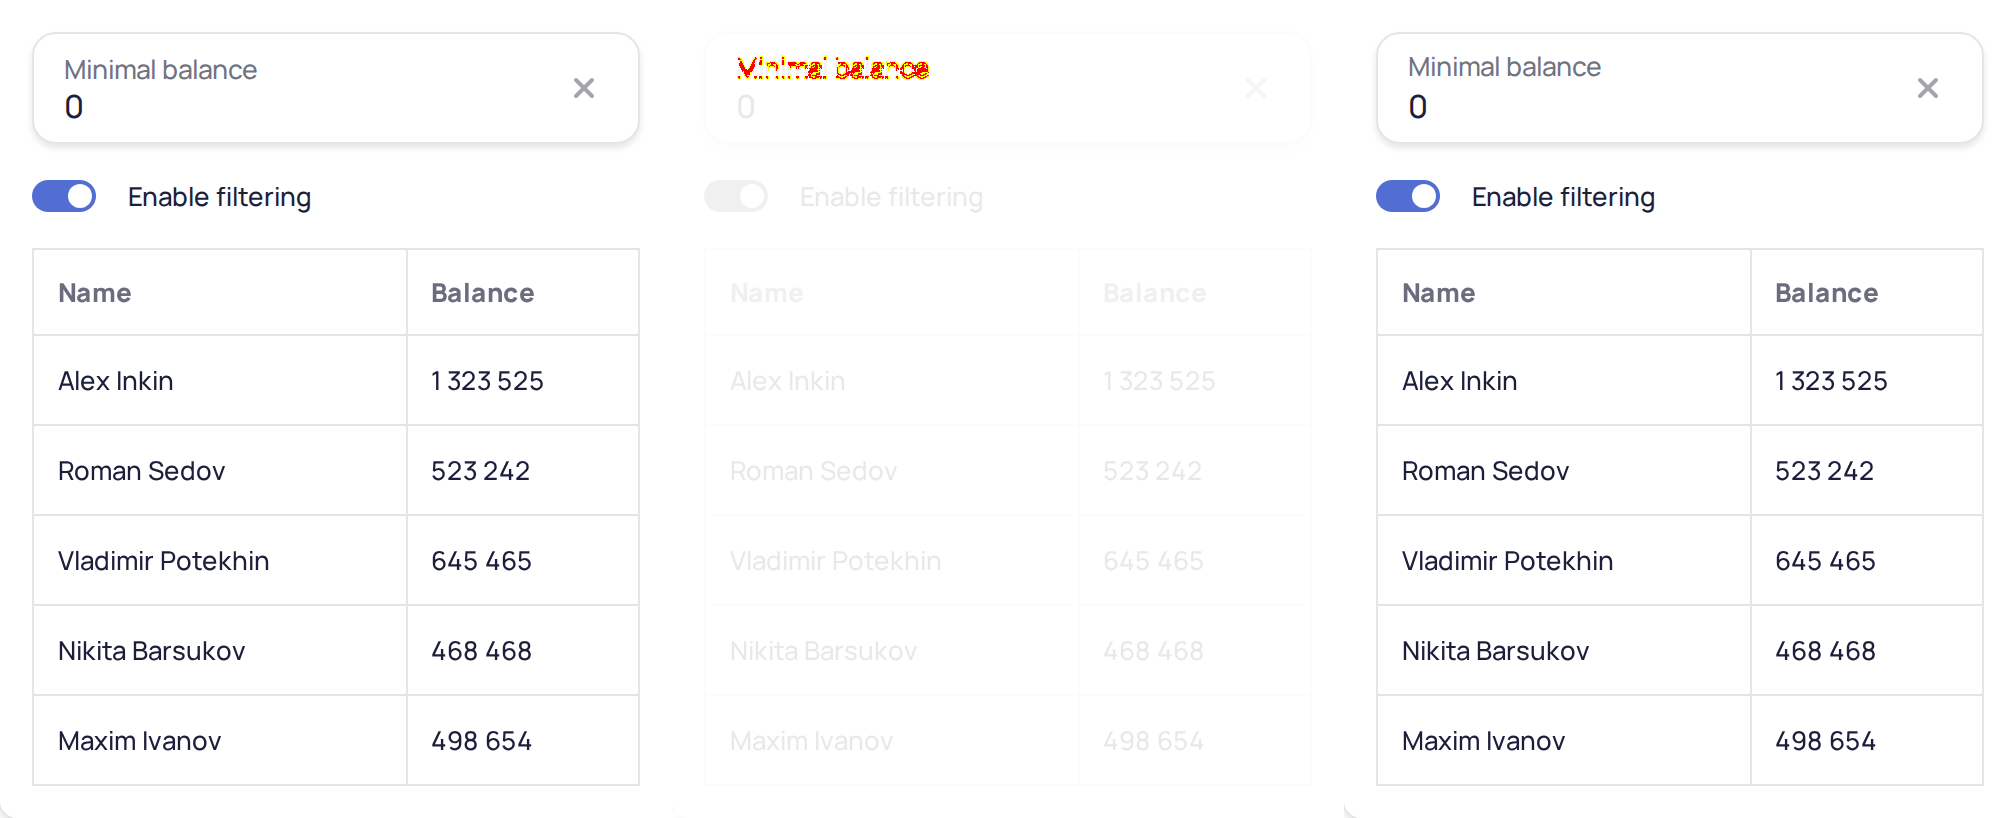 Minimal balance
0
Enable filtering
Name Balance
Alex Inkin 1 323 525
Roman Sedov 523 242
Vladimir Potekhin 645 465
Nikita Barsukov 468 468
Maxim Ivanov 498 654
Minimal balance
0
Enable filtering
Name Balance
Alex Inkin 1 323 525
Roman Sedov 523 242
Vladimir Potekhin 645 465
Nikita Barsukov 468 468
Maxim Ivanov 498 654
Minimal balance
0
Enable filtering
Name Balance
Alex Inkin 1 323 525
Roman Sedov 523 242
Vladimir Potekhin 645 465
Nikita Barsukov 468 468
Maxim Ivanov 498 654